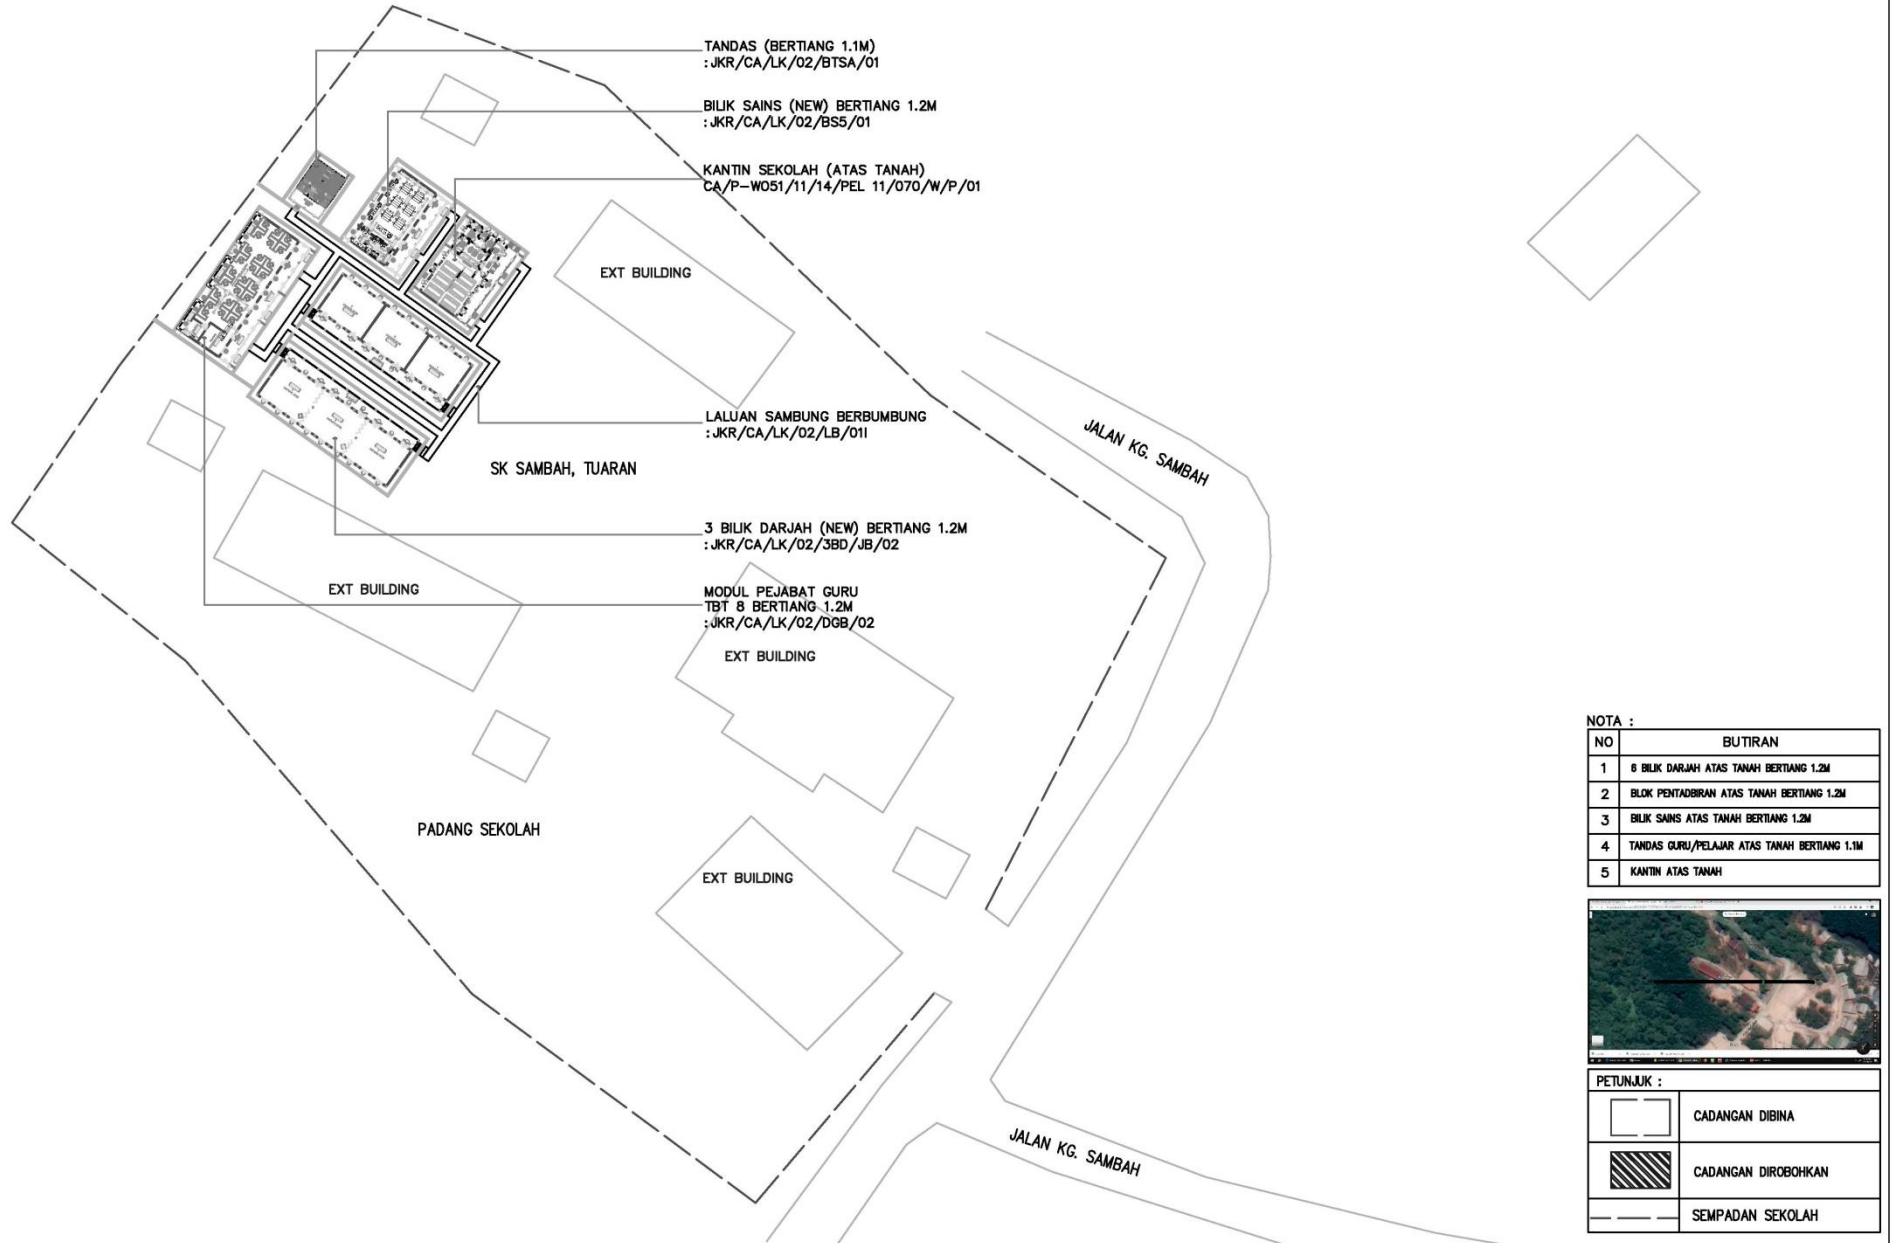 TANDAS (BERTIANG 1.1M)
:JKR/CA/LK/02/BTSA/01
BILIK SAINS (NEW) BERTIANG 1.2M
:JKR/CA/LK/02/BS5/01
KANTIN SEKOLAH (ATAS TANAH)
CA/P-W051/11/14/PEL 11/070/W/P/01
EXT BUILDING
LALUAN SAMBUNG BERBUMBUNG
:JKR/CA/LK/02/LB/01I
JALAN KG. SAMBAH
SK SAMBAH, TUARAN
3 BILIK DARJAH (NEW) BERTIANG 1.2M
:JKR/CA/LK/02/3BD/JB/02
EXT BUILDING
MODUL PEJABAT GURU
TBT 8 BERTIANG 1.2M
:JKR/CA/LK/02/DGB/02
EXT BUILDING
PADANG SEKOLAH
EXT BUILDING
JALAN KG. SAMBAH
NOTA :
NO BUTIRAN
1 6 BILIK DARJAH ATAS TANAH BERTIANG 1.2M
2 BLOK PENTADBIRAN ATAS TANAH BERTIANG 1.2M
3 BILIK SAINS ATAS TANAH BERTIANG 1.2M
4 TANDAS GURU/PELAJAR ATAS TANAH BERTIANG 1.1M
5 KANTIN ATAS TANAH
PETUNJUK :
CADANGAN DIBINA
CADANGAN DIROBOHKAN
SEMPADAN SEKOLAH